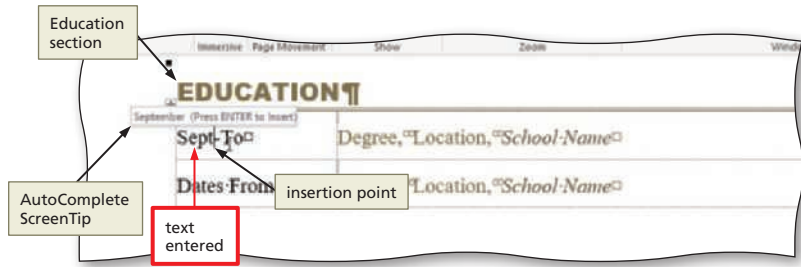 Education
section
Immersive Page Movement Show Zoom
EDUCATION¶
September (Press ENTER to Insert)
Sept-To¤ Degree, Location, School·Name¤
Dates·From Location, School·Name¤
AutoComplete
ScreenTip
insertion point
text
entered